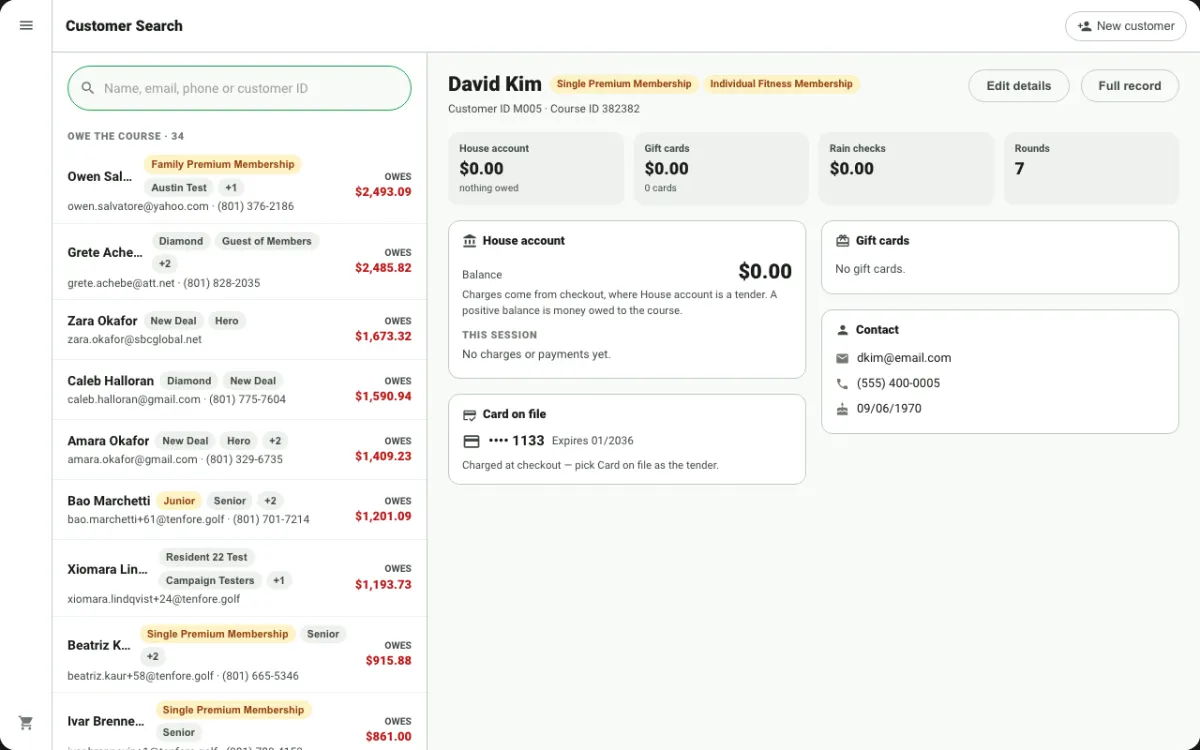 Customer Search
New customer
Name, email, phone or customer ID
OWE THE COURSE · 34
Owen Sal... Family Premium Membership
Austin Test +1
owen.salvatore@yahoo.com · (801) 376-2186
OWES
$2,493.09
Grete Ache... Diamond Guest of Members
+2
grete.achebe@att.net · (801) 828-2035
OWES
$2,485.82
Zara Okafor New Deal Hero
zara.okafor@sbcglobal.net
OWES
$1,673.32
Caleb Halloran Diamond New Deal
caleb.halloran@gmail.com · (801) 775-7604
OWES
$1,590.94
Amara Okafor New Deal Hero +2
amara.okafor@gmail.com · (801) 329-6735
OWES
$1,409.23
Bao Marchetti Junior Senior +2
bao.marchetti+61@tenfore.golf · (801) 701-7214
OWES
$1,201.09
Xiomara Lin... Resident 22 Test
Campaign Testers +1
xiomara.lindqvist+24@tenfore.golf
OWES
$1,193.73
Beatriz K... Single Premium Membership Senior
+2
beatriz.kaur+58@tenfore.golf · (801) 665-5346
OWES
$915.88
Ivar Brenne... Single Premium Membership
Senior
OWES
$861.00
David Kim Single Premium Membership Individual Fitness Membership
Customer ID M005 · Course ID 382382
Edit details
Full record
House account
$0.00
nothing owed
Gift cards
$0.00
0 cards
Rain checks
$0.00
Rounds
7
House account
Balance $0.00
Charges come from checkout, where House account is a tender. A
positive balance is money owed to the course.
THIS SESSION
No charges or payments yet.
Card on file
•••• 1133 Expires 01/2036
Charged at checkout — pick Card on file as the tender.
Gift cards
No gift cards.
Contact
dkim@email.com
(555) 400-0005
09/06/1970